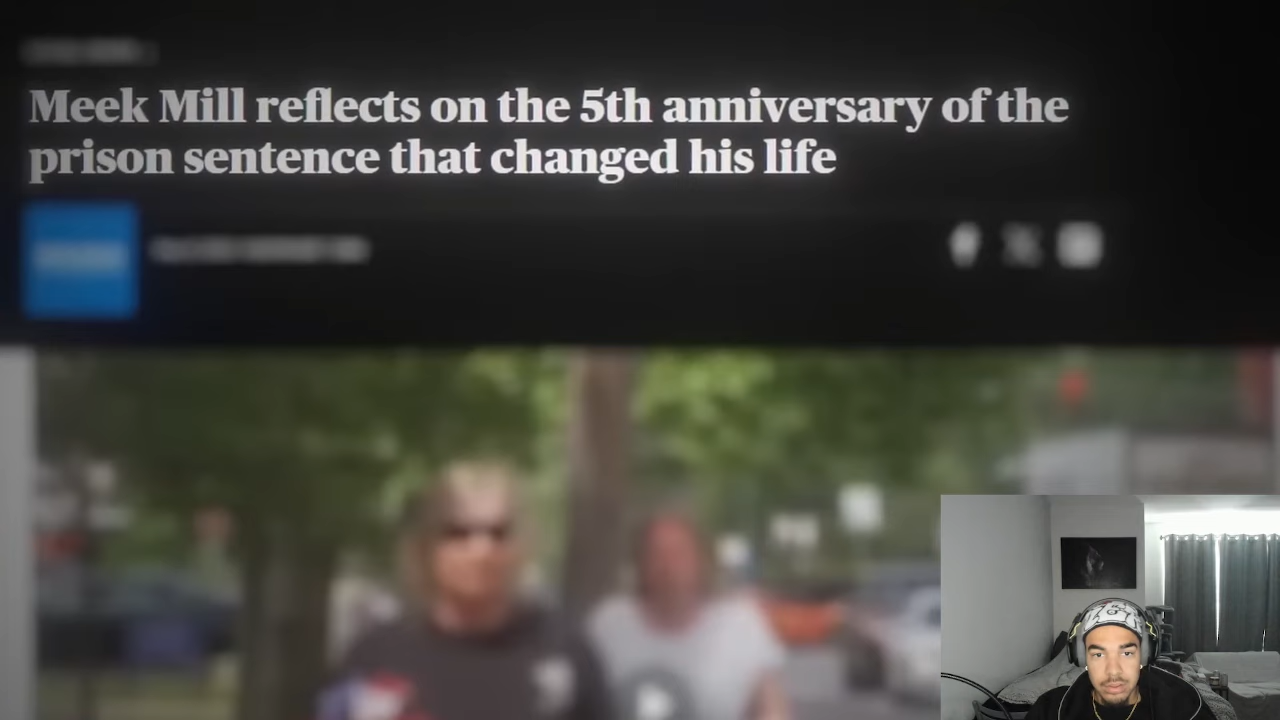 Meek Mill reflects on the 5th anniversary of the
prison sentence that changed his life